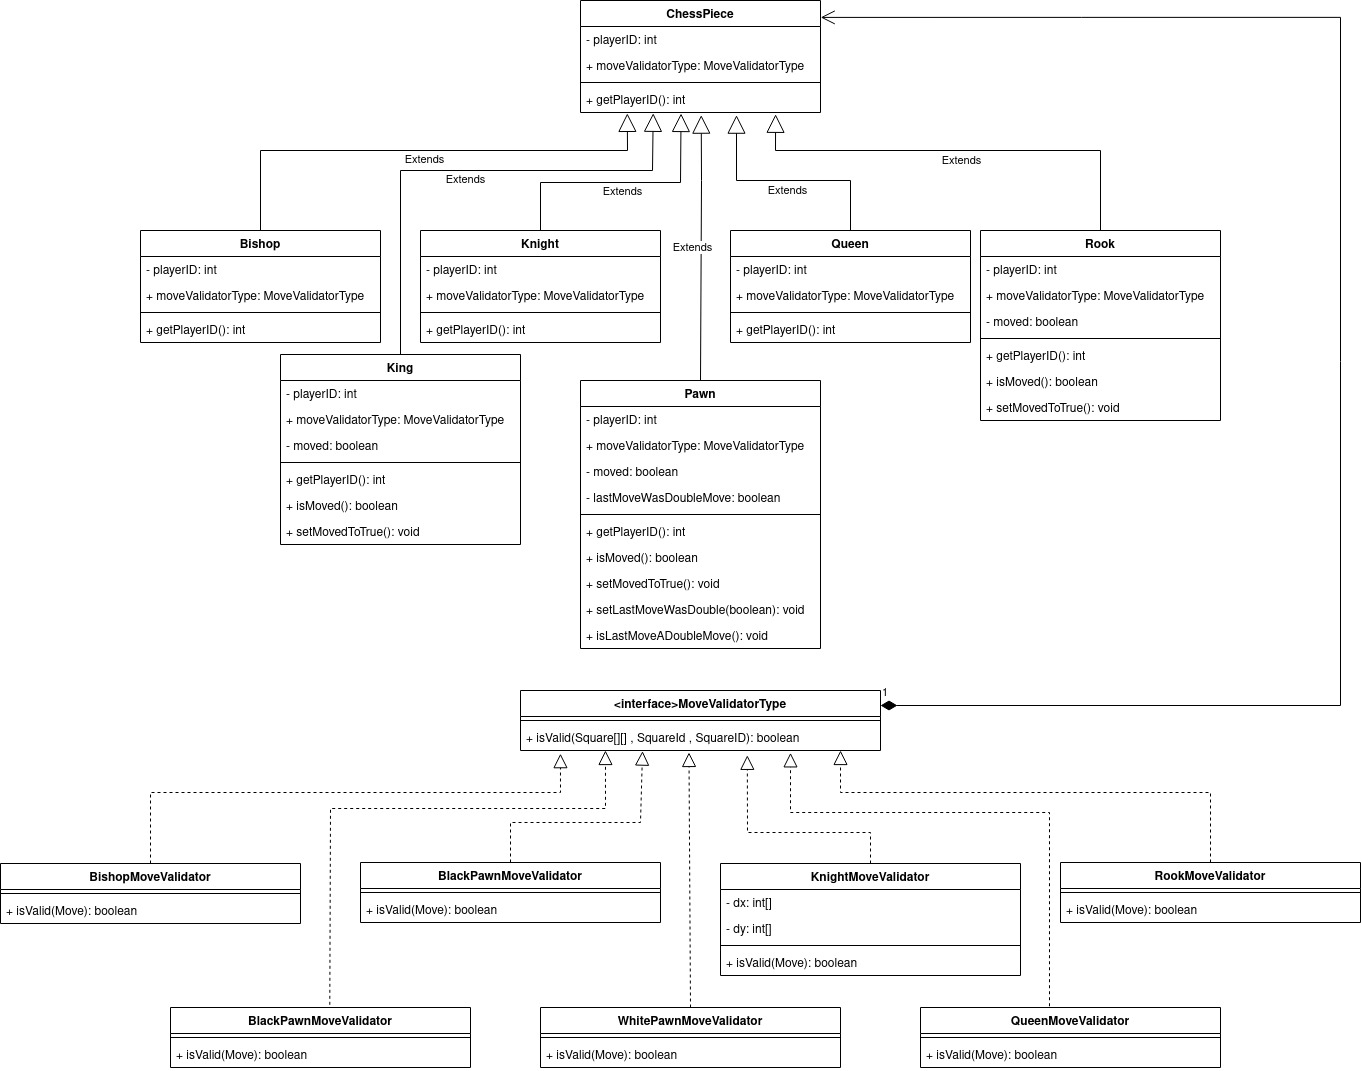 ChessPiece
- playerID: int
+ moveValidatorType: MoveValidatorType
+ getPlayerID(): int
Extends
Extends
Extends
Extends
Extends
Extends
Bishop
- playerID: int
+ moveValidatorType: MoveValidatorType
+ getPlayerID(): int
Knight
- playerID: int
+ moveValidatorType: MoveValidatorType
+ getPlayerID(): int
Queen
- playerID: int
+ moveValidatorType: MoveValidatorType
+ getPlayerID(): int
Rook
- playerID: int
+ moveValidatorType: MoveValidatorType
- moved: boolean
+ getPlayerID(): int
+ isMoved(): boolean
+ setMovedToTrue(): void
King
- playerID: int
+ moveValidatorType: MoveValidatorType
- moved: boolean
+ getPlayerID(): int
+ isMoved(): boolean
+ setMovedToTrue(): void
Pawn
- playerID: int
+ moveValidatorType: MoveValidatorType
- moved: boolean
- lastMoveWasDoubleMove: boolean
+ getPlayerID(): int
+ isMoved(): boolean
+ setMovedToTrue(): void
+ setLastMoveWasDouble(boolean): void
+ isLastMoveADoubleMove(): void
<interface>MoveValidatorType
1
+ isValid(Square[][] , SquareId , SquareID): boolean
BishopMoveValidator
+ isValid(Move): boolean
BlackPawnMoveValidator
+ isValid(Move): boolean
KnightMoveValidator
- dx: int[]
- dy: int[]
+ isValid(Move): boolean
RookMoveValidator
+ isValid(Move): boolean
BlackPawnMoveValidator
+ isValid(Move): boolean
WhitePawnMoveValidator
+ isValid(Move): boolean
QueenMoveValidator
+ isValid(Move): boolean